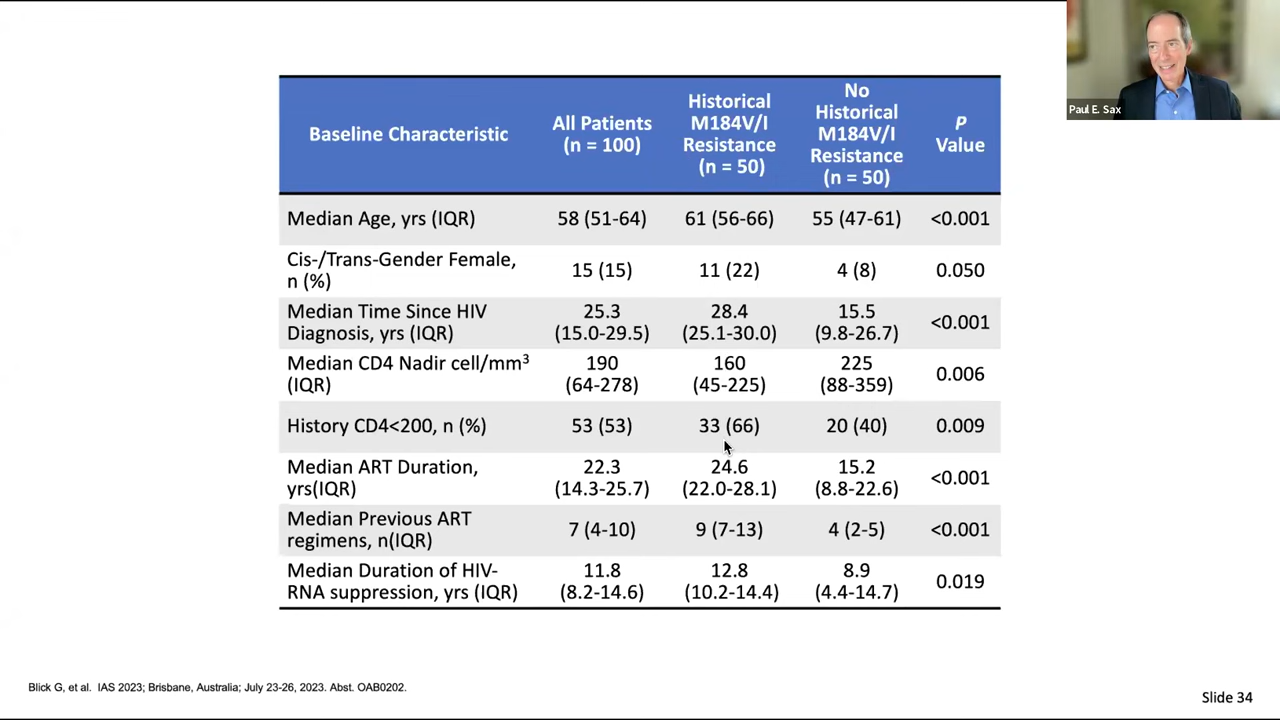 Paul E. Sax
Baseline Characteristic
All Patients
(n = 100)
Historical
M184V/I
Resistance
(n = 50)
No
Historical
M184V/I
Resistance
(n = 50)
P
Value
Median Age, yrs (IQR)
58 (51-64)
61 (56-66)
55 (47-61)
<0.001
Cis-/Trans-Gender Female,
n (%)
15 (15)
11 (22)
4 (8)
0.050
Median Time Since HIV
Diagnosis, yrs (IQR)
25.3
(15.0-29.5)
28.4
(25.1-30.0)
15.5
(9.8-26.7)
<0.001
Median CD4 Nadir cell/mm³
(IQR)
190
(64-278)
160
(45-225)
225
(88-359)
0.006
History CD4<200, n (%)
53 (53)
33 (66)
20 (40)
0.009
Median ART Duration,
yrs(IQR)
22.3
(14.3-25.7)
24.6
(22.0-28.1)
15.2
(8.8-22.6)
<0.001
Median Previous ART
regimens, n(IQR)
7 (4-10)
9 (7-13)
4 (2-5)
<0.001
Median Duration of HIV-
RNA suppression, yrs (IQR)
11.8
(8.2-14.6)
12.8
(10.2-14.4)
8.9
(4.4-14.7)
0.019
Blick G, et al. IAS 2023; Brisbane, Australia; July 23-26, 2023. Abst. OAB0202.
Slide 34